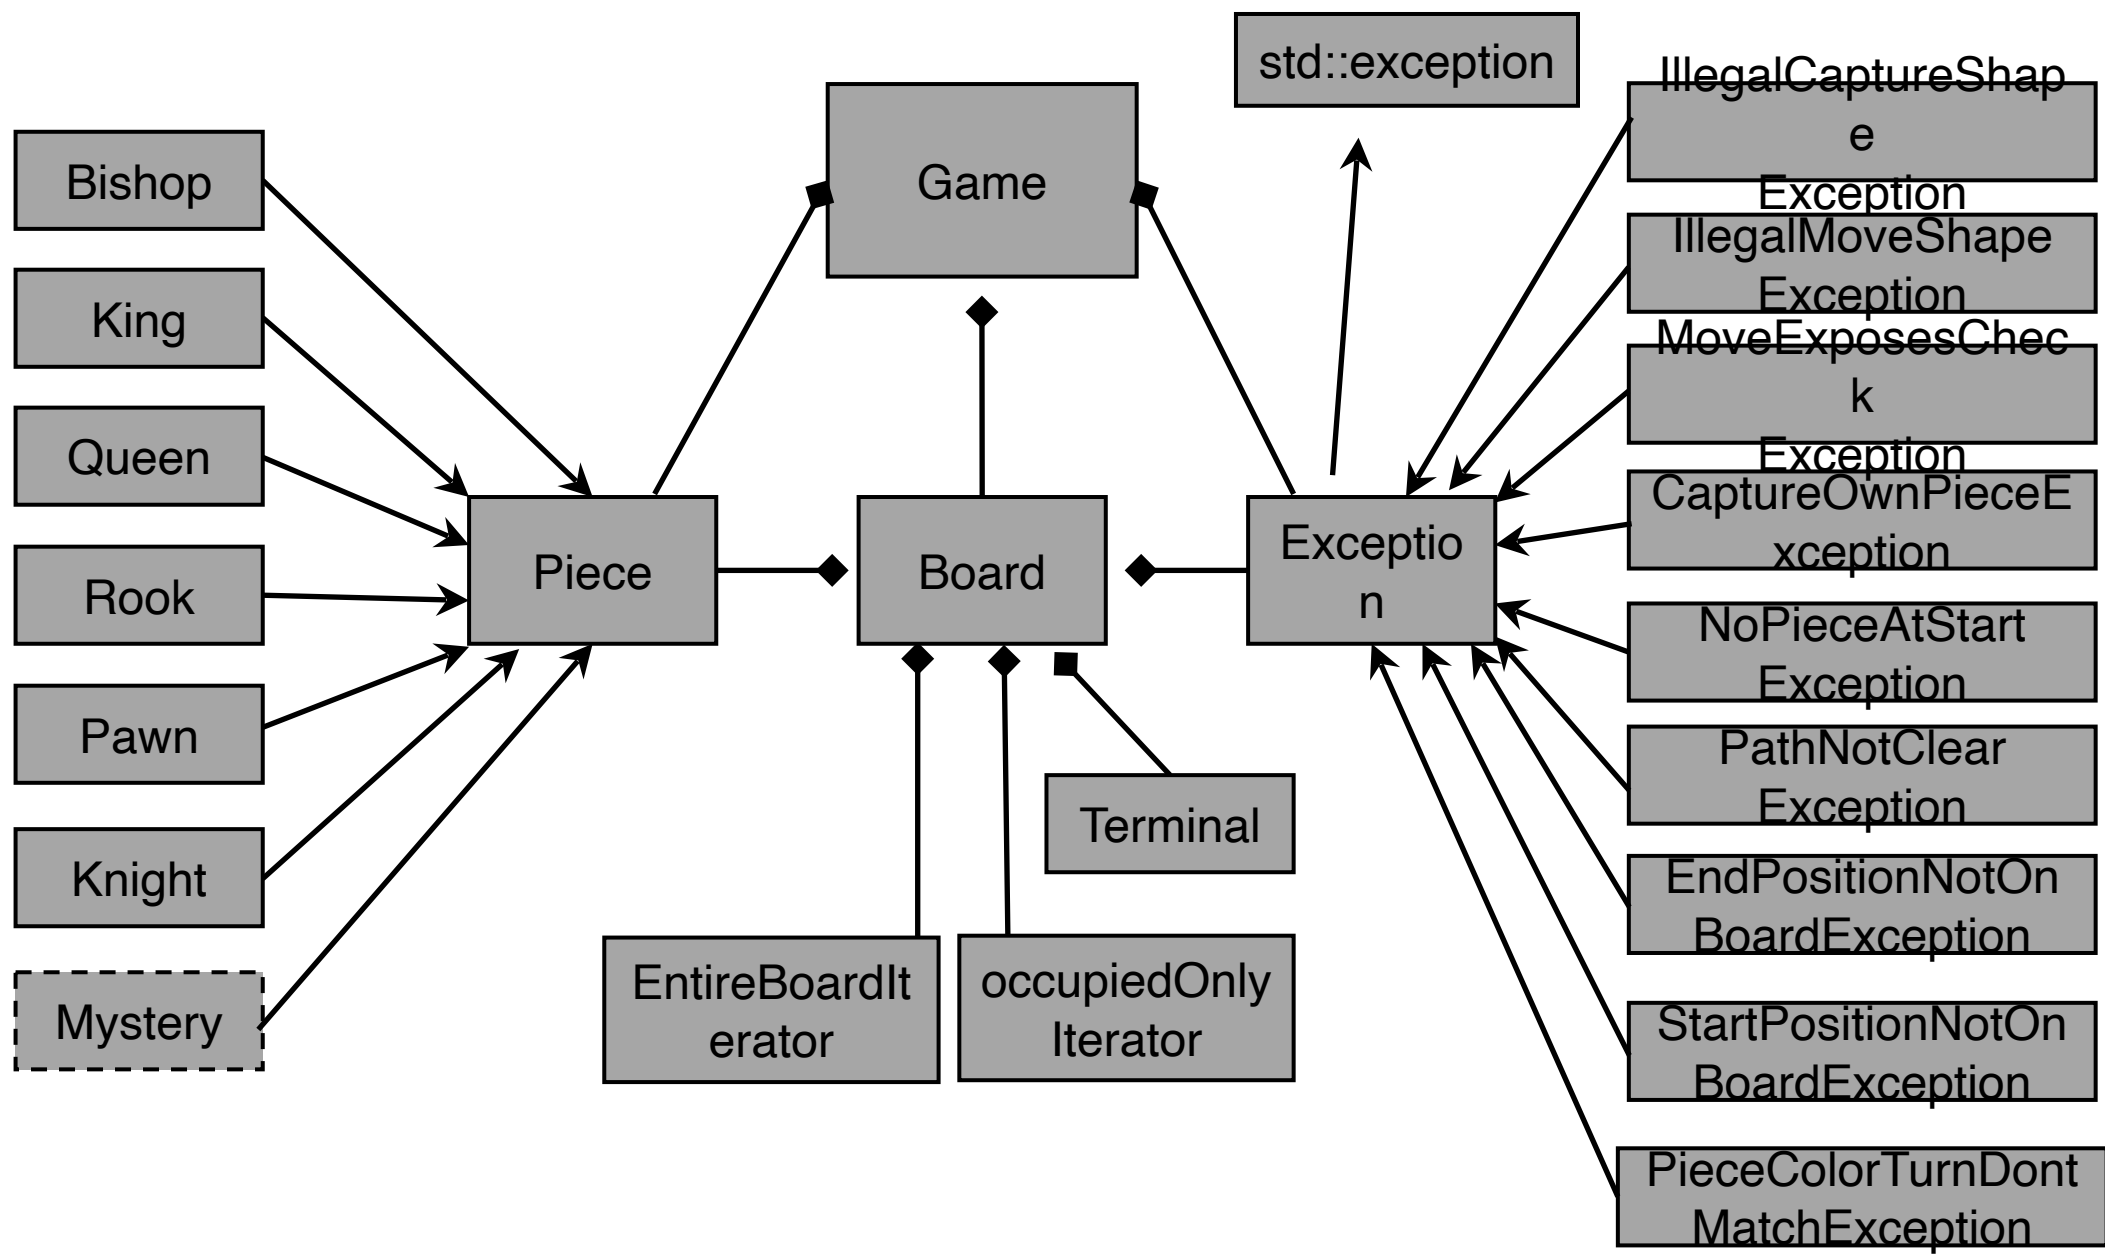 std::exception
Game
Bishop
King
Queen
Rook
Pawn
Knight
Mystery
Piece
Board
Exceptio
n
Terminal
EntireBoardIt
erator
occupiedOnly
Iterator
IllegalCaptureShap
e
Exception
IllegalMoveShape
Exception
MoveExposesChec
k
Exception
CaptureOwnPieceE
xception
NoPieceAtStart
Exception
PathNotClear
Exception
EndPositionNotOn
BoardException
StartPositionNotOn
BoardException
PieceColorTurnDont
MatchException